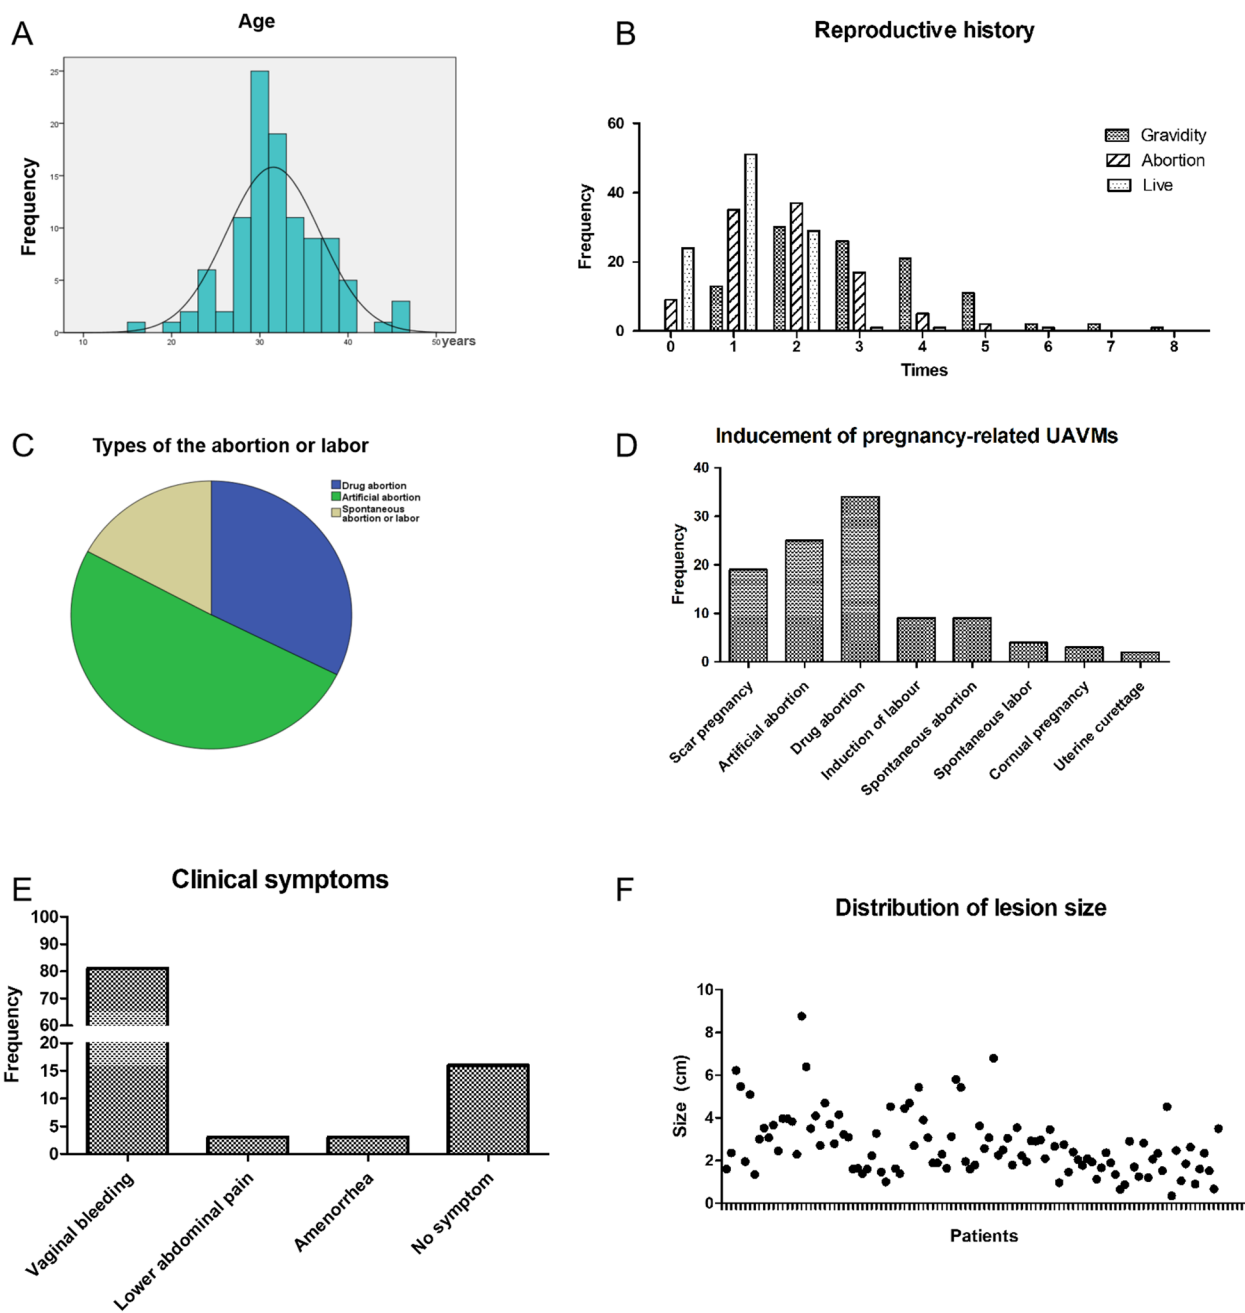 A
Age
Frequency
25
20
15
10
5
0
10
20
30
40
50
years
B
Reproductive history
Frequency
60
40
20
0
Gravidity
Abortion
Live
0
1
2
3
4
5
6
7
8
Times
C
Types of the abortion or labor
Drug abortion
Artificial abortion
Spontaneous
abortion or labor
D
Inducement of pregnancy-related UAVMs
Frequency
40
30
20
10
0
Scar pregnancy
Artificial abortion
Drug abortion
Induction of labour
Spontaneous abortion
Spontaneous labor
Cornual pregnancy
Uterine curettage
E
Clinical symptoms
Frequency
100
90
80
70
60
20
15
10
5
0
Vaginal bleeding
Lower abdominal pain
Amenorrhea
No symptom
F
Distribution of lesion size
Size (cm)
10
8
6
4
2
0
Patients